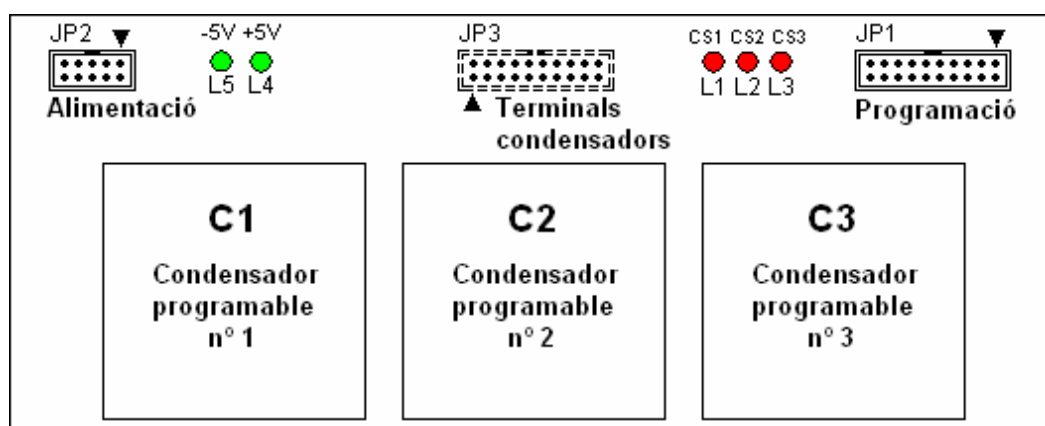 JP2
-5V +5V
JP3
CS1 CS2 CS3
JP1
L5 L4
L1 L2 L3
Alimentació
Terminals
condensadors
Programació
C1
Condensador
programable
nº 1
C2
Condensador
programable
nº 2
C3
Condensador
programable
nº 3